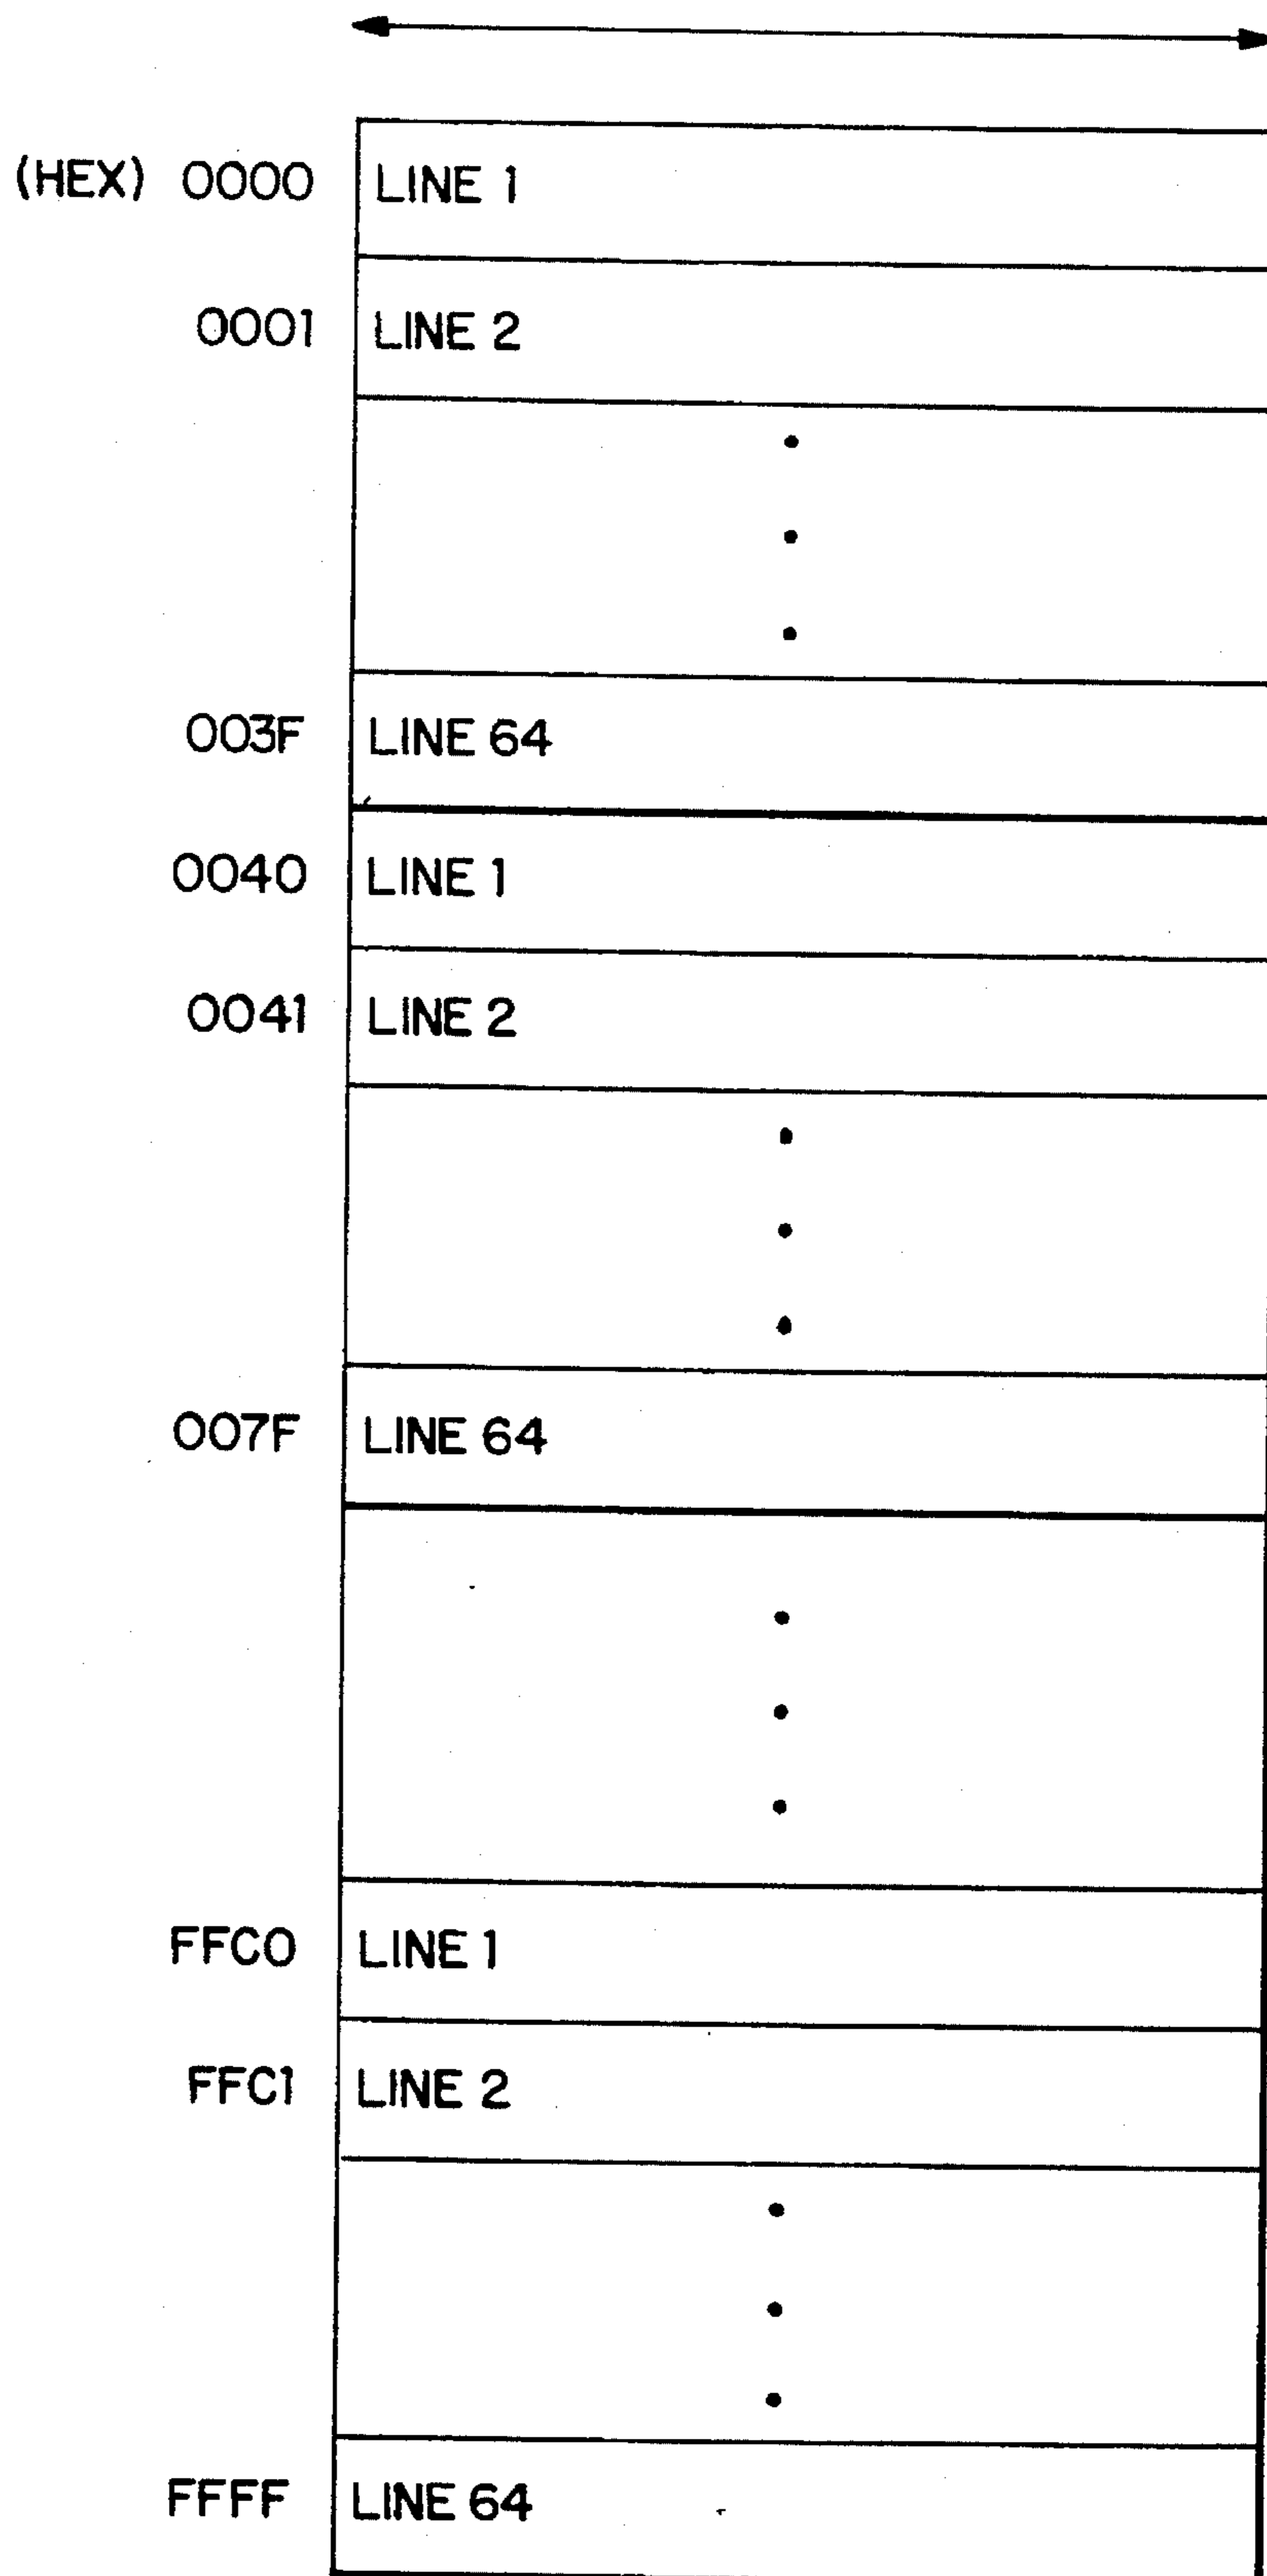 (HEX) 0000 LINE 1
0001 LINE 2
003F LINE 64
0040 LINE 1
0041 LINE 2
007F LINE 64
FFC0 LINE 1
FFC1 LINE 2
FFFF LINE 64